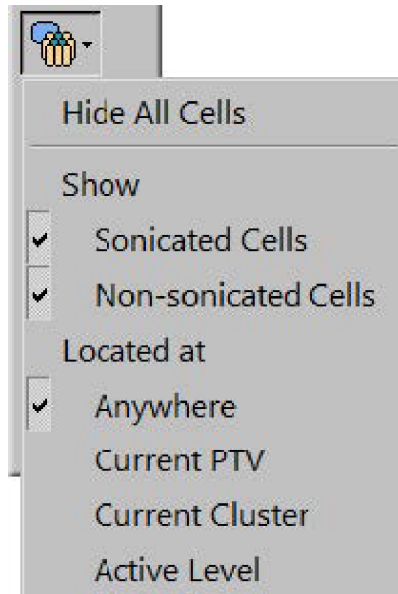 Hide All Cells
Show
Sonicated Cells
Non-sonicated Cells
Located at
Anywhere
Current PTV
Current Cluster
Active Level